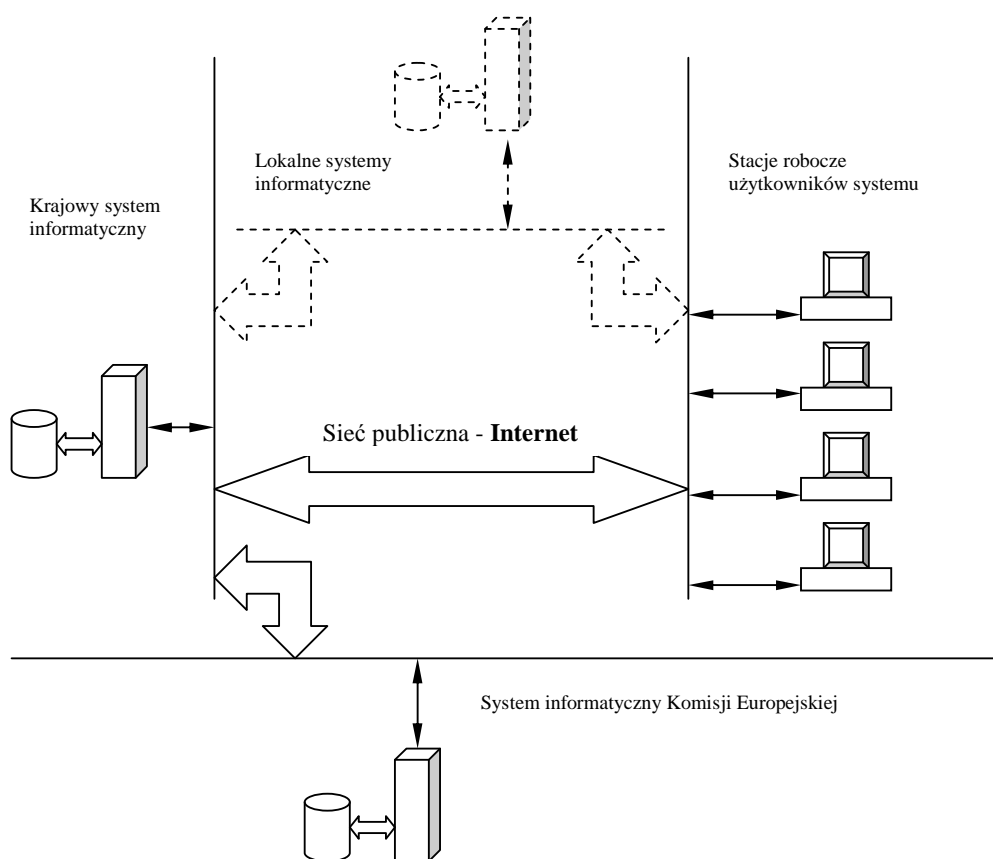 Lokalne systemy
informatyczne
Stacje robocze
użytkowników systemu
Krajowy system
informatyczny
Sieć publiczna - Internet
System informatyczny Komisji Europejskiej